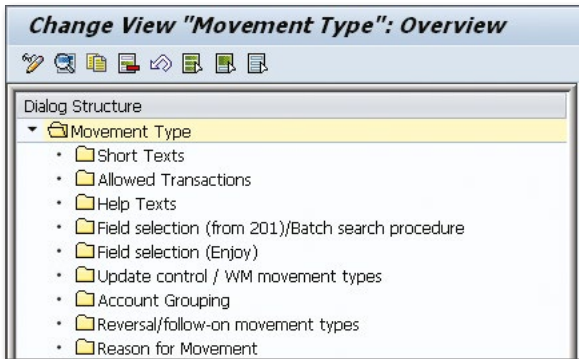 Change View "Movement Type": Overview
Dialog Structure
Movement Type
Short Texts
Allowed Transactions
Help Texts
Field selection (from 201)/Batch search procedure
Field selection (Enjoy)
Update control / WM movement types
Account Grouping
Reversal/follow-on movement types
Reason for Movement